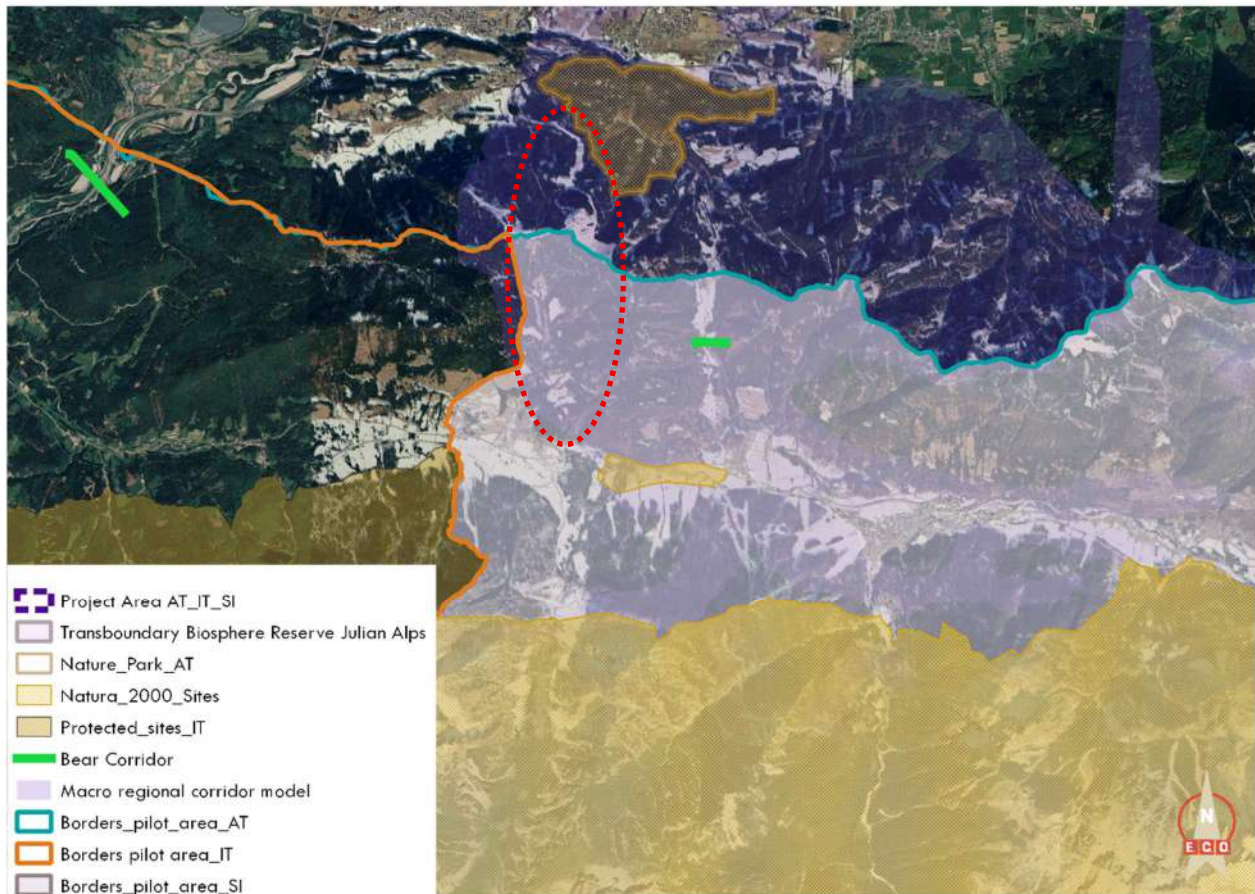 Project Area AT_IT_SI
Transboundary Biosphere Reserve Julian Alps
Nature_Park_AT
Natura_2000_Sites
Protected_sites_IT
Bear Corridor
Macro regional corridor model
Borders_pilot_area_AT
Borders pilot area_IT
Borders_pilot_area_SI
N
E.C.O.